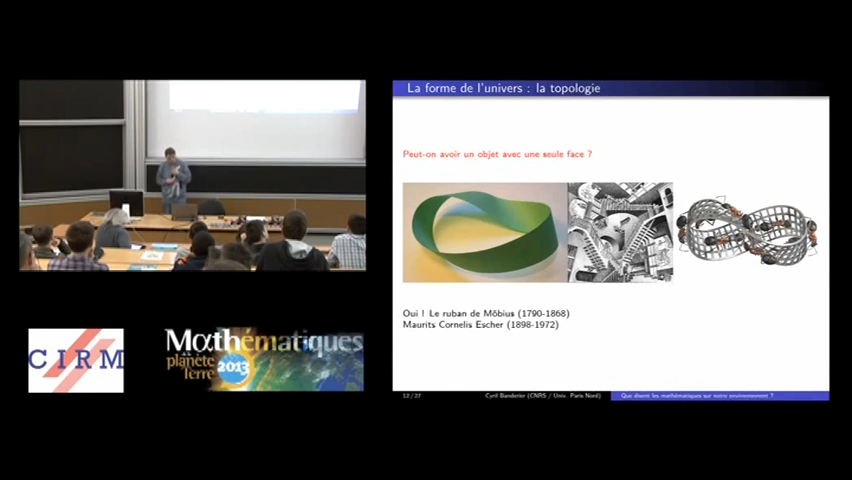 La forme de l'univers : la topologie
Peut-on avoir un objet avec une seule face ?
Oui ! Le ruban de Möbius (1790-1868)
Maurits Cornelis Escher (1898-1972)
CIRM
Mathématiques
planète
Terre
2013
12 / 27
Cyril Banderier (CNRS / Univ. Paris Nord)
Que disent les mathématiques sur notre environnement ?